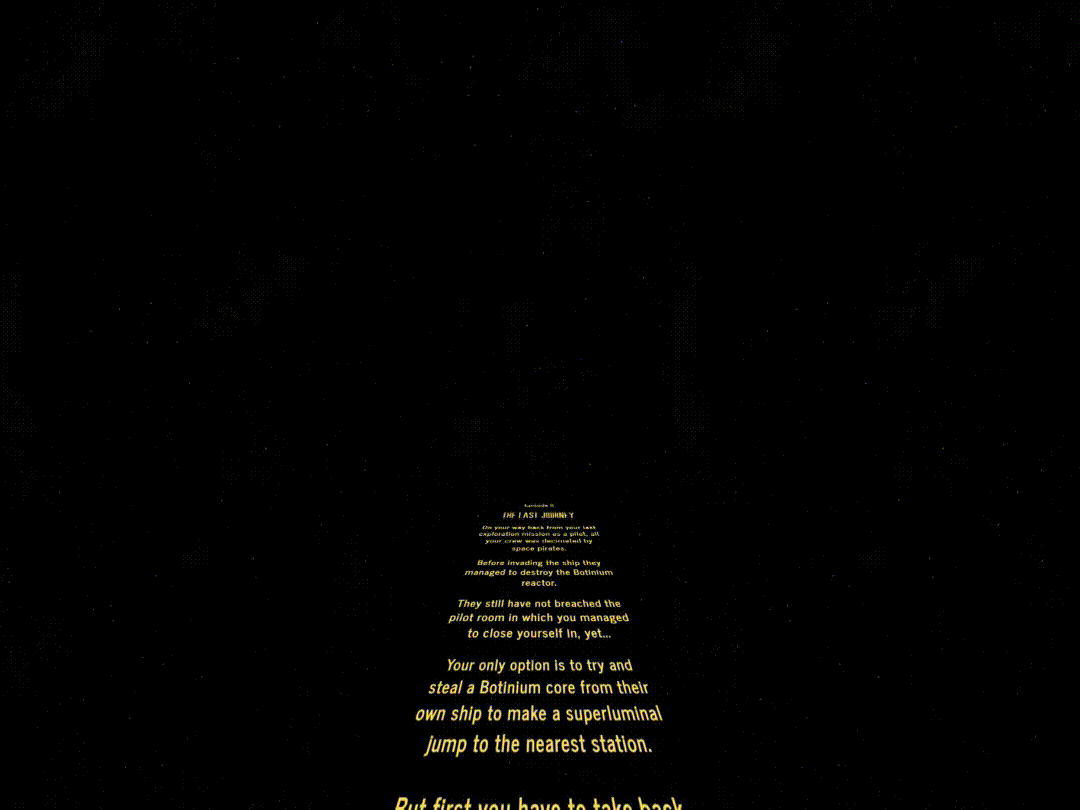 THE LAST JOURNEY
On your way back from your last
exploration mission as a pilot, all
your crew was decimated by
space pirates.
Before invading the ship they
managed to destroy the Botinium
reactor.
They still have not breached the
pilot room in which you managed
to close yourself in, yet...
Your only option is to try and
steal a Botinium core from their
own ship to make a superluminal
jump to the nearest station.
But first you have to take back